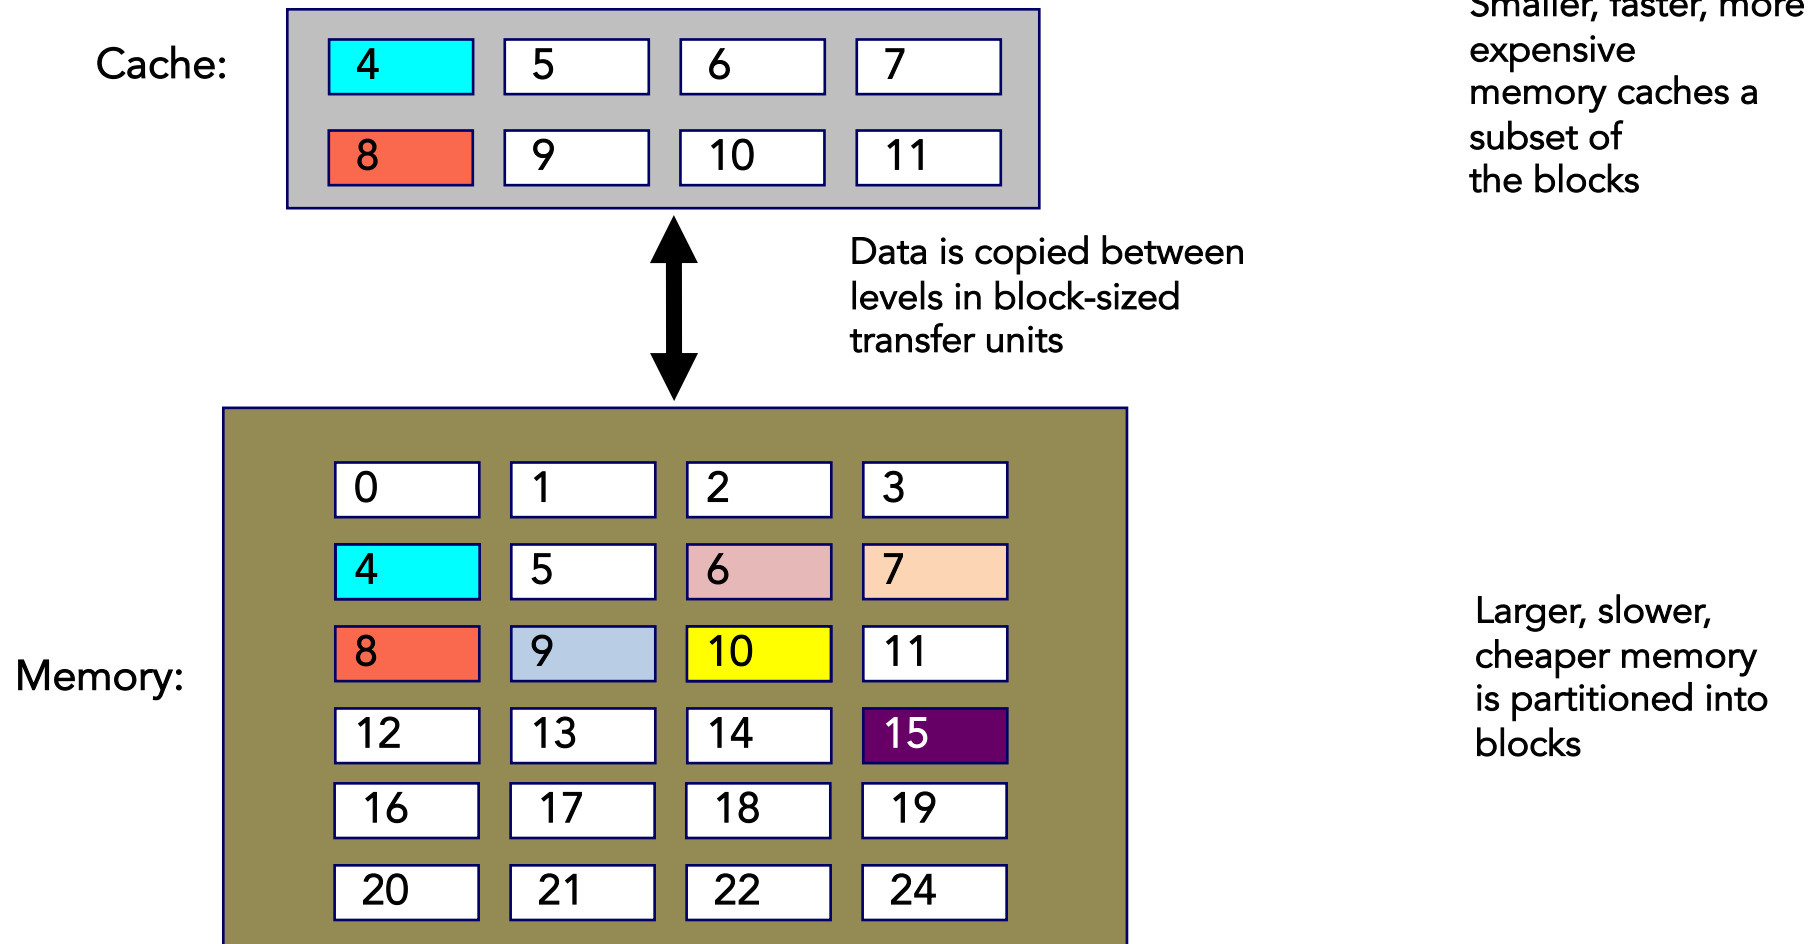 Cache:
4 5 6 7
8 9 10 11
Smaller, faster, more
expensive
memory caches a
subset of
the blocks
Data is copied between
levels in block-sized
transfer units
Memory:
0 1 2 3
4 5 6 7
8 9 10 11
12 13 14 15
16 17 18 19
20 21 22 24
Larger, slower,
cheaper memory
is partitioned into
blocks